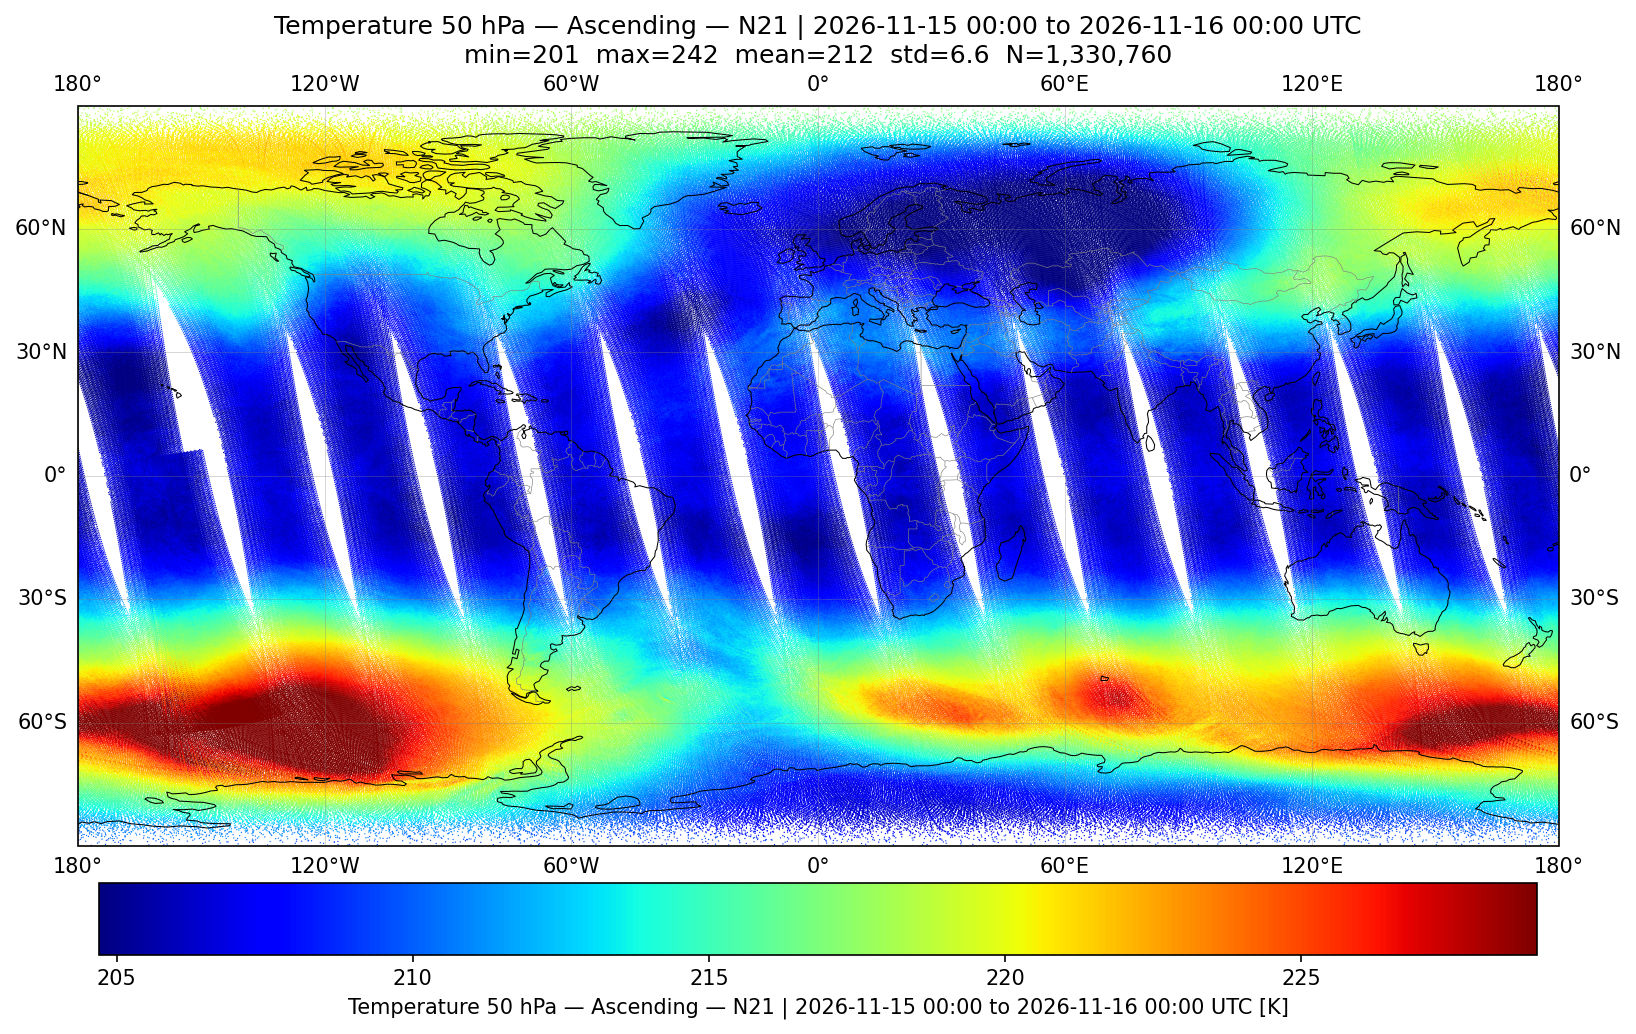 Temperature 50 hPa — Ascending — N21 | 2026-11-15 00:00 to 2026-11-16 00:00 UTC
min=201  max=242  mean=212  std=6.6  N=1,330,760
180° 120°W 60°W 0° 60°E 120°E 180°
60°N 60°N
30°N 30°N
0° 0°
30°S 30°S
60°S 60°S
180° 120°W 60°W 0° 60°E 120°E 180°
205 210 215 220 225
Temperature 50 hPa — Ascending — N21 | 2026-11-15 00:00 to 2026-11-16 00:00 UTC [K]